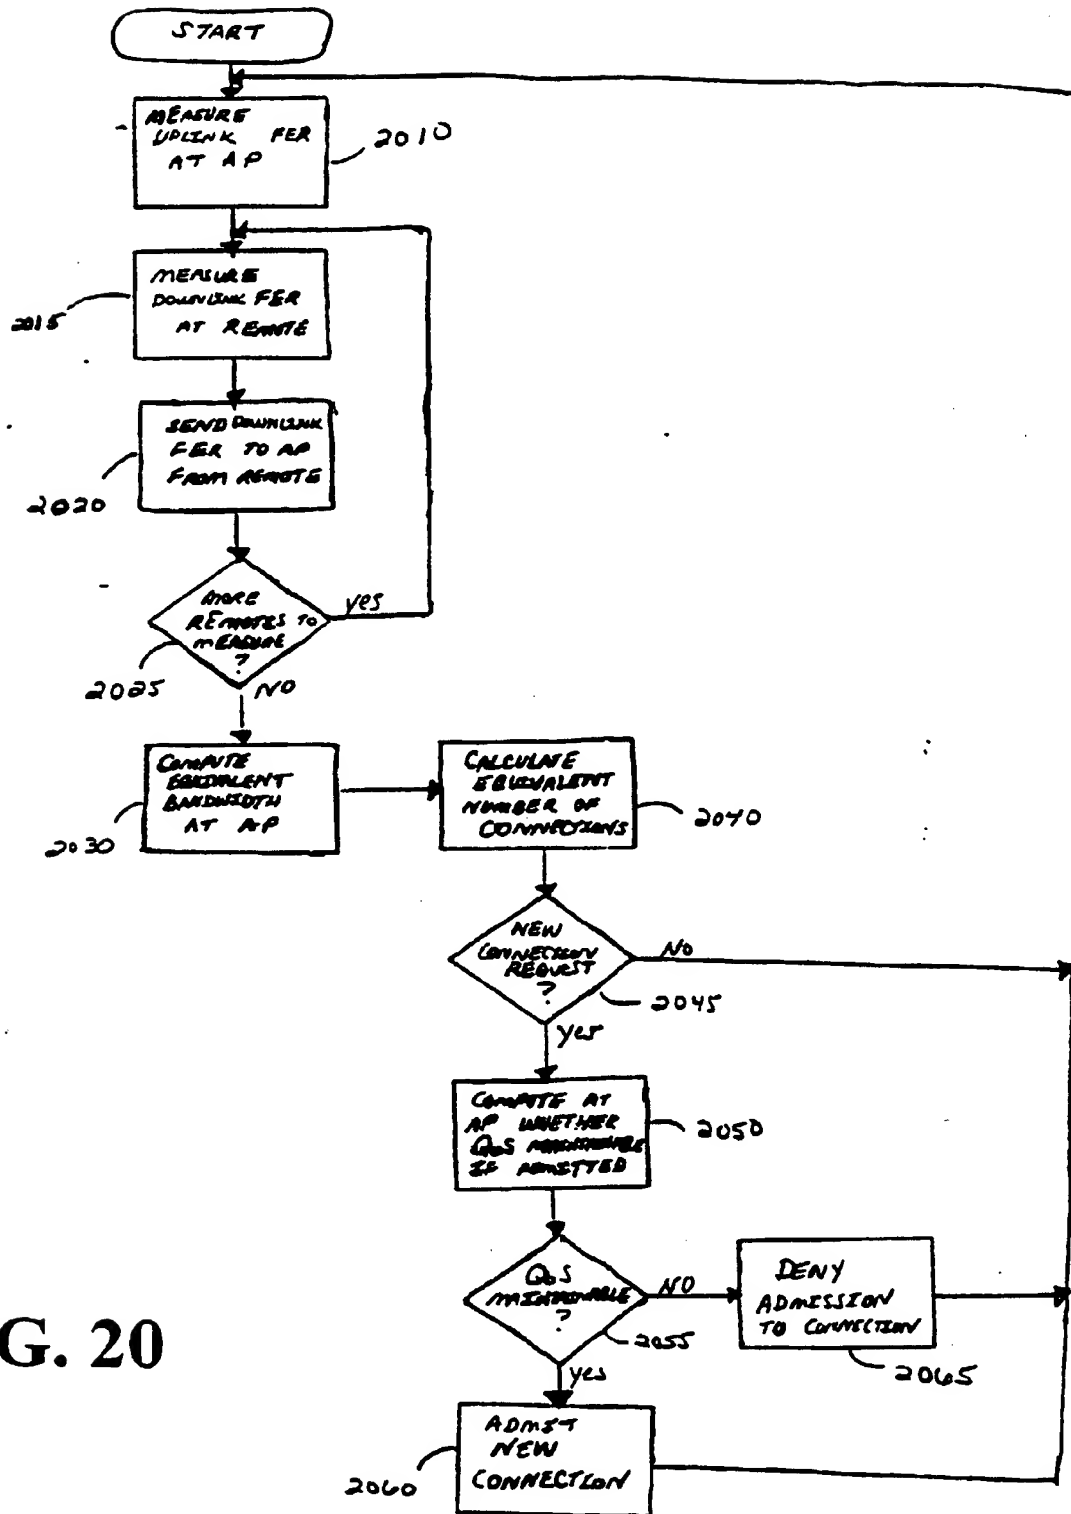 START
MEASURE
UPLINK FER
AT AP
2010
MEASURE
DOWNLINK FER
AT REMOTE
2015
SEND DOWNLINK
FER TO AP
FROM REMOTE
2020
MORE
REMOTES TO
MEASURE
?
yes
2025
NO
COMPUTE
EQUIVALENT
BANDWIDTH
AT AP
2030
CALCULATE
EQUIVALENT
NUMBER OF
CONNECTIONS
2040
NEW
CONNECTION
REQUEST
?
NO
2045
yes
COMPUTE AT
AP WHETHER
QoS MAINTAINABLE
IF ADMITTED
2050
QoS
MAINTAINABLE
?
NO
2055
yes
DENY
ADMISSION
TO CONNECTION
2065
ADMIT
NEW
CONNECTION
2060
G. 20